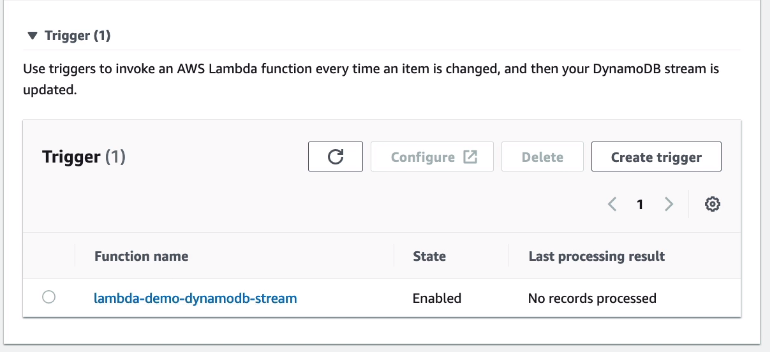 Trigger (1)
Use triggers to invoke an AWS Lambda function every time an item is changed, and then your DynamoDB stream is
updated.
Trigger (1)
Configure
Delete
Create trigger
1
Function name State Last processing result
lambda-demo-dynamodb-stream Enabled No records processed